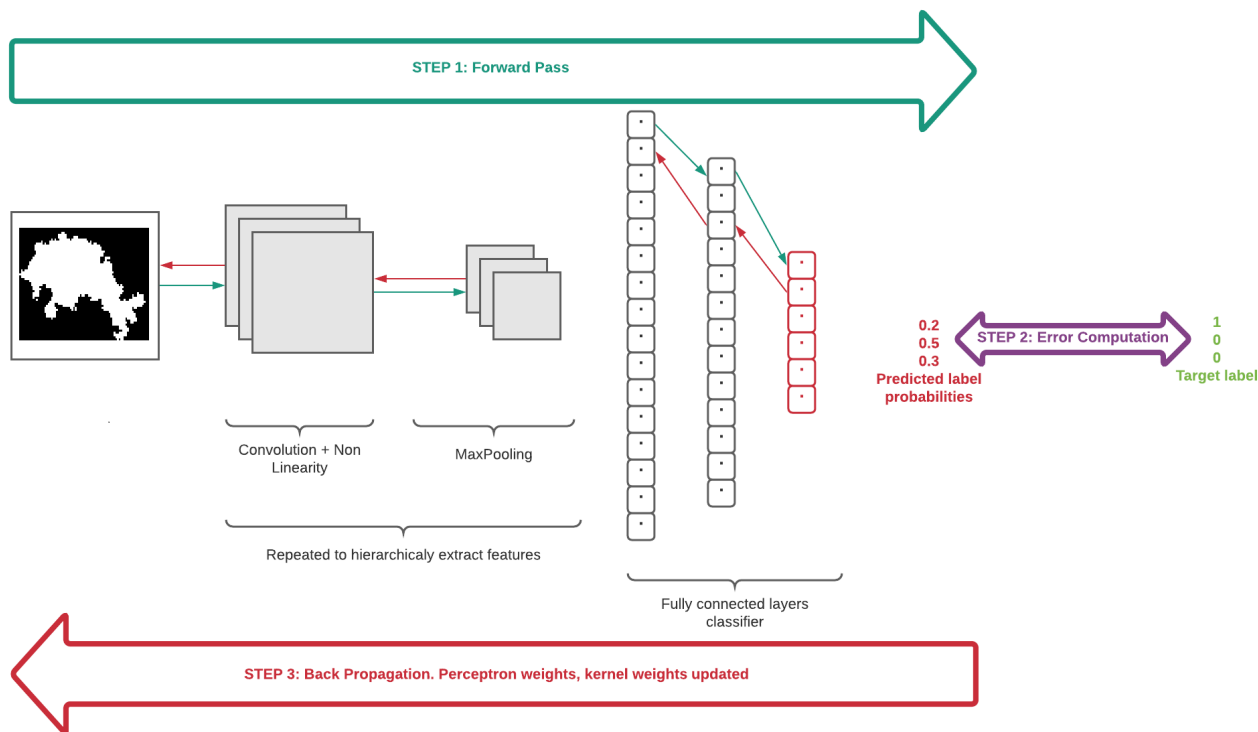 STEP 1: Forward Pass
0.2
0.5
0.3
Predicted label
probabilities
STEP 2: Error Computation
1
0
0
Target label
Convolution + Non
Linearity
MaxPooling
Repeated to hierarchicaly extract features
Fully connected layers
classifier
STEP 3: Back Propagation. Perceptron weights, kernel weights updated